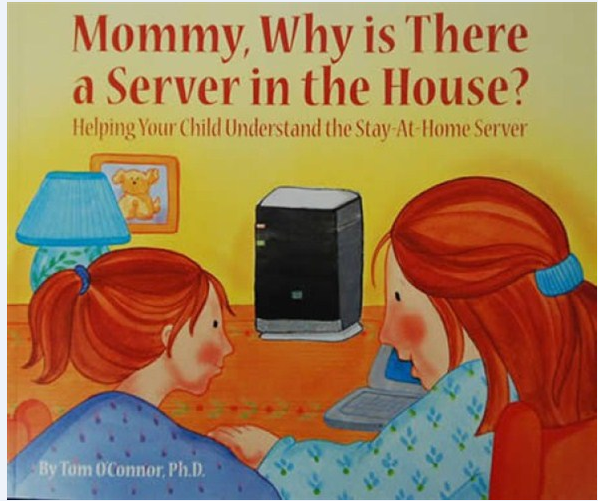 Mommy, Why is There
a Server in the House?
Helping Your Child Understand the Stay-At-Home Server
By Tom O'Connor, Ph.D.